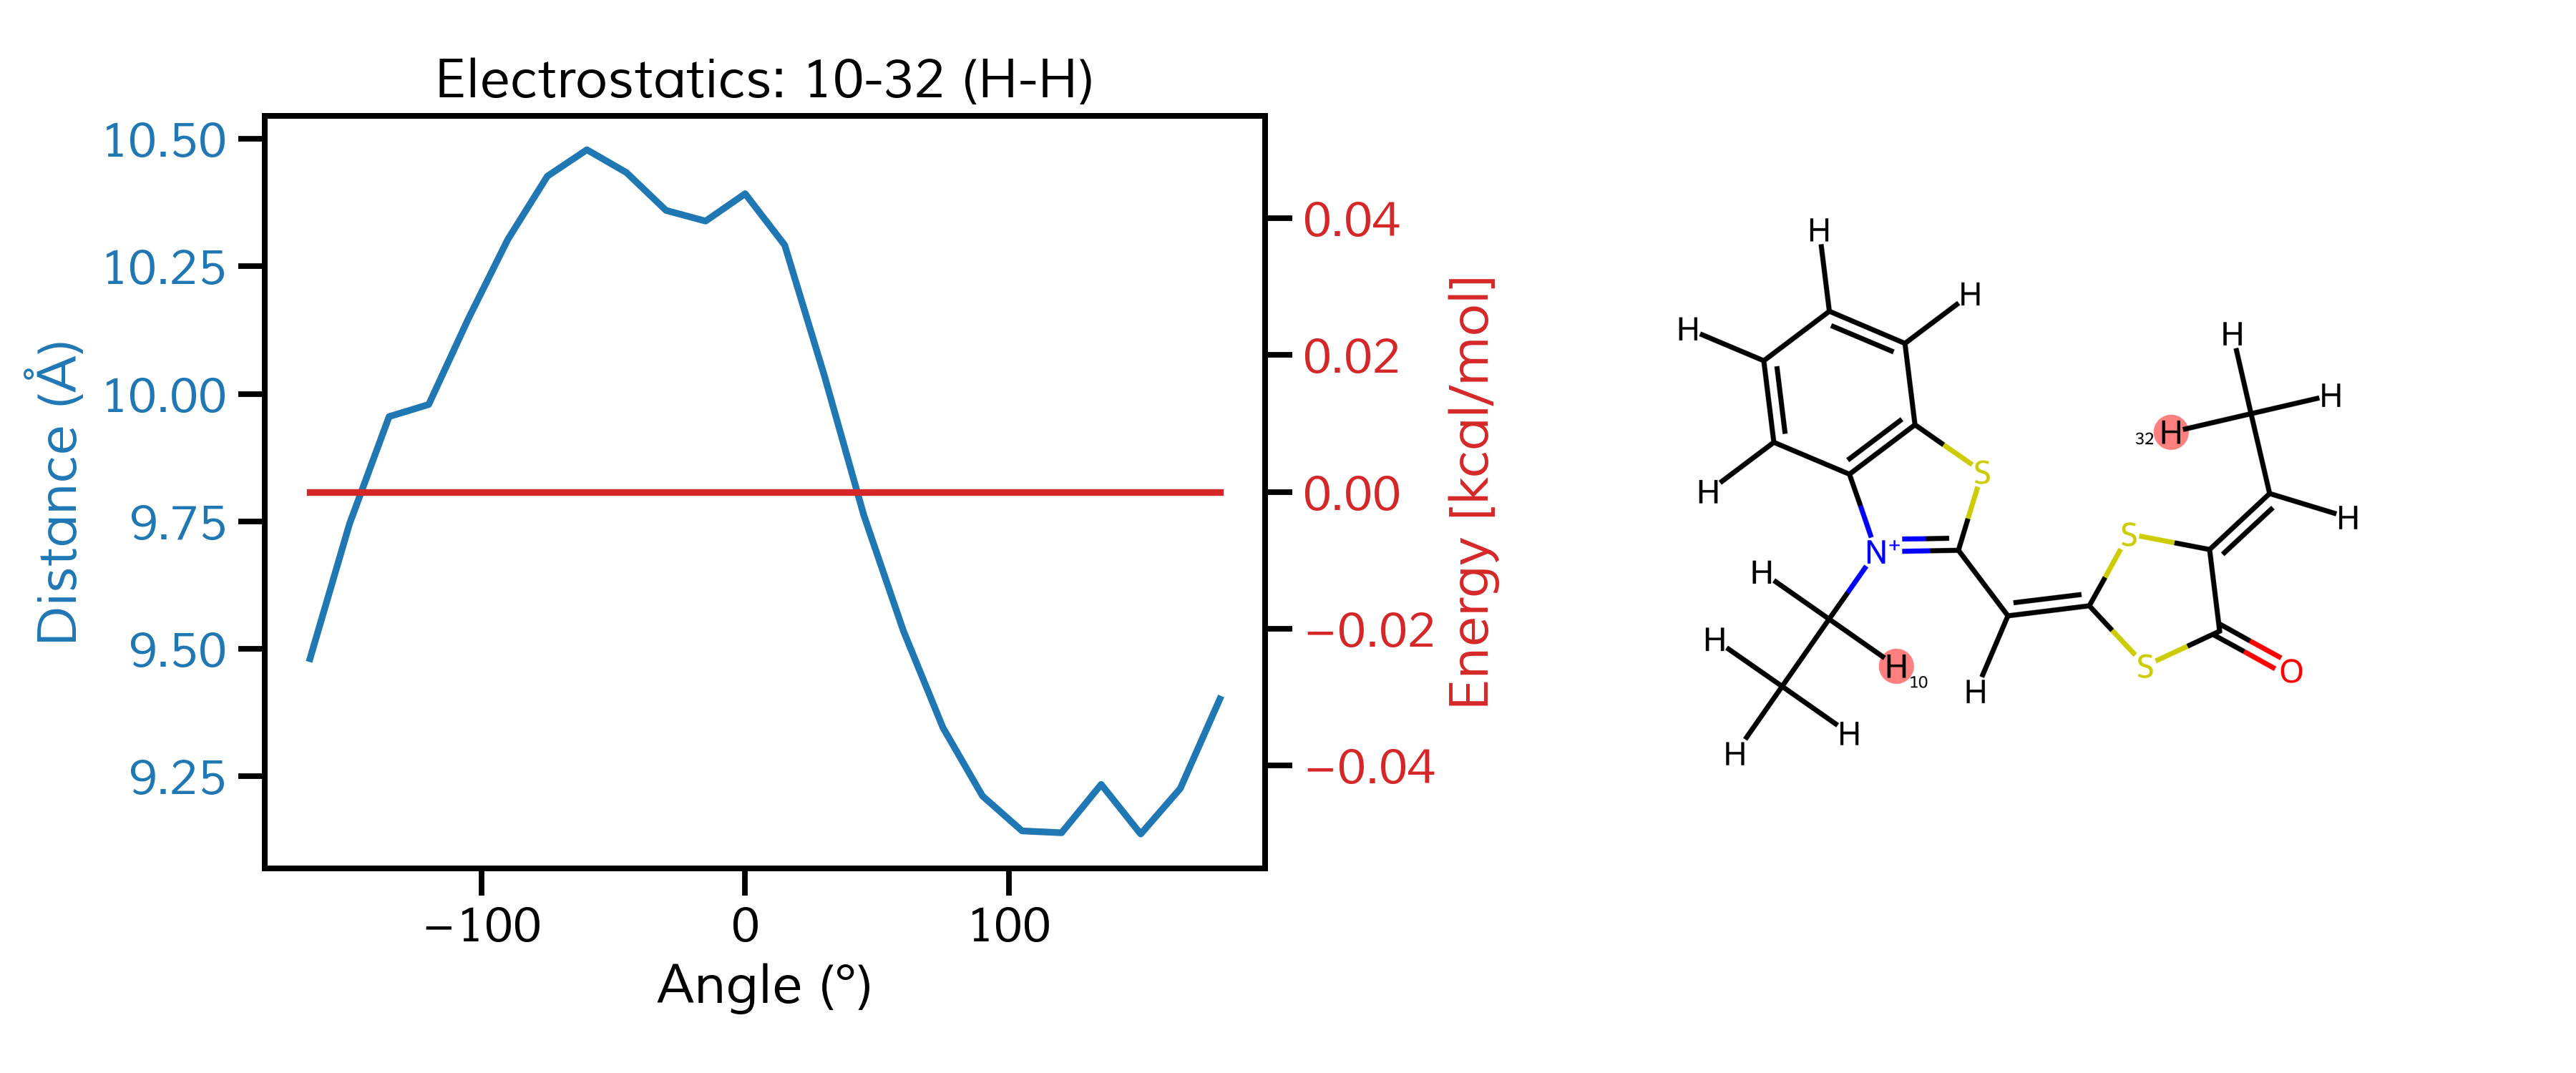 Electrostatics: 10-32 (H-H)
10.50
10.25
10.00
9.75
9.50
9.25
Distance (Å)
−100
0
100
Angle (°)
0.04
0.02
0.00
−0.02
−0.04
Energy [kcal/mol]
H
H
H
H
H
H
32 H
S
H
H
S
N+
H
H
H 10
S
O
H
H
H